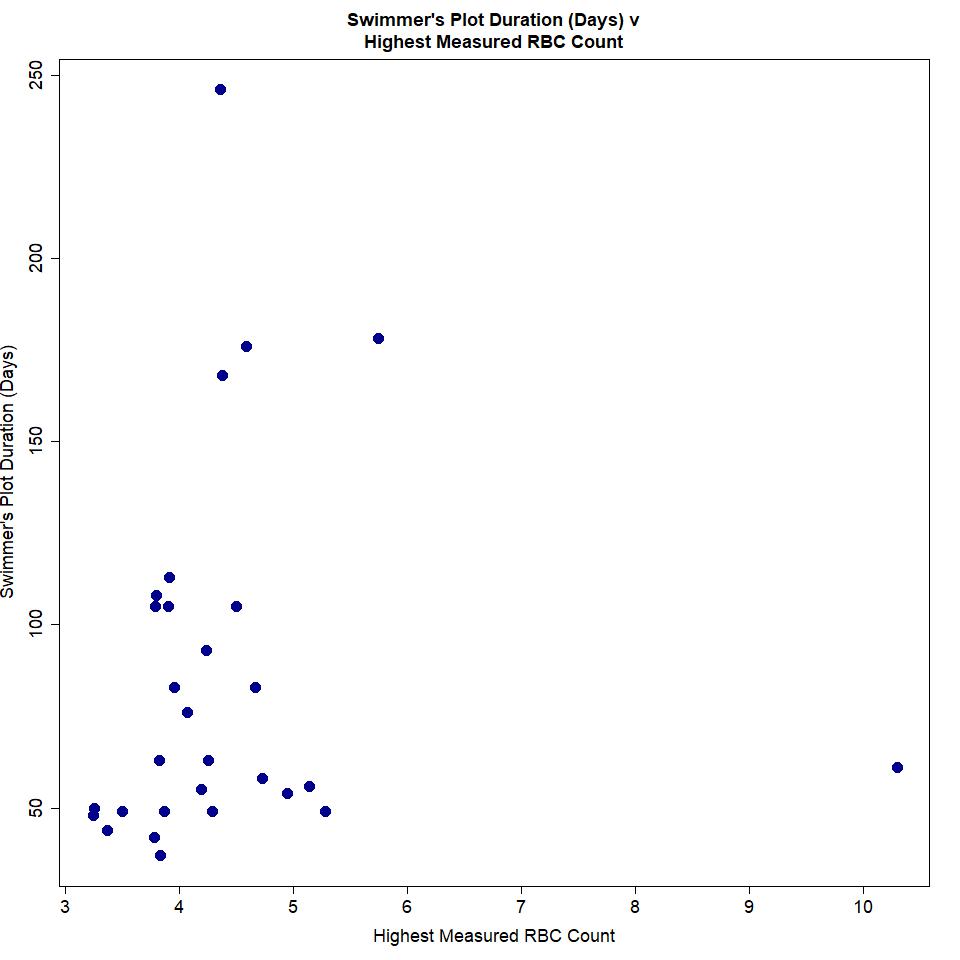 Swimmer's Plot Duration (Days) v
Highest Measured RBC Count
Swimmer's Plot Duration (Days)
250
200
150
100
50
3 4 5 6 7 8 9 10
Highest Measured RBC Count